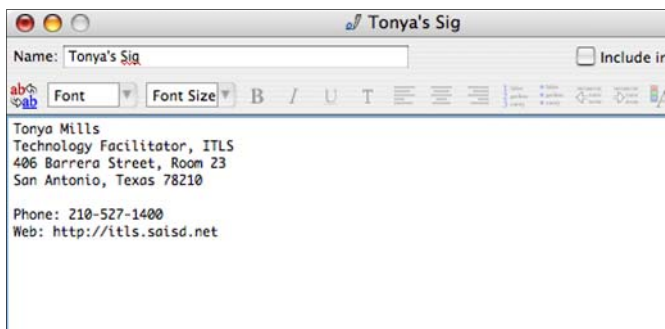 Tonya's Sig
Name: Tonya's Sig
Include in
Font Font Size B I U T
Tonya Mills
Technology Facilitator, ITLS
406 Barrera Street, Room 23
San Antonio, Texas 78210
Phone: 210-527-1400
Web: http://itls.saisd.net